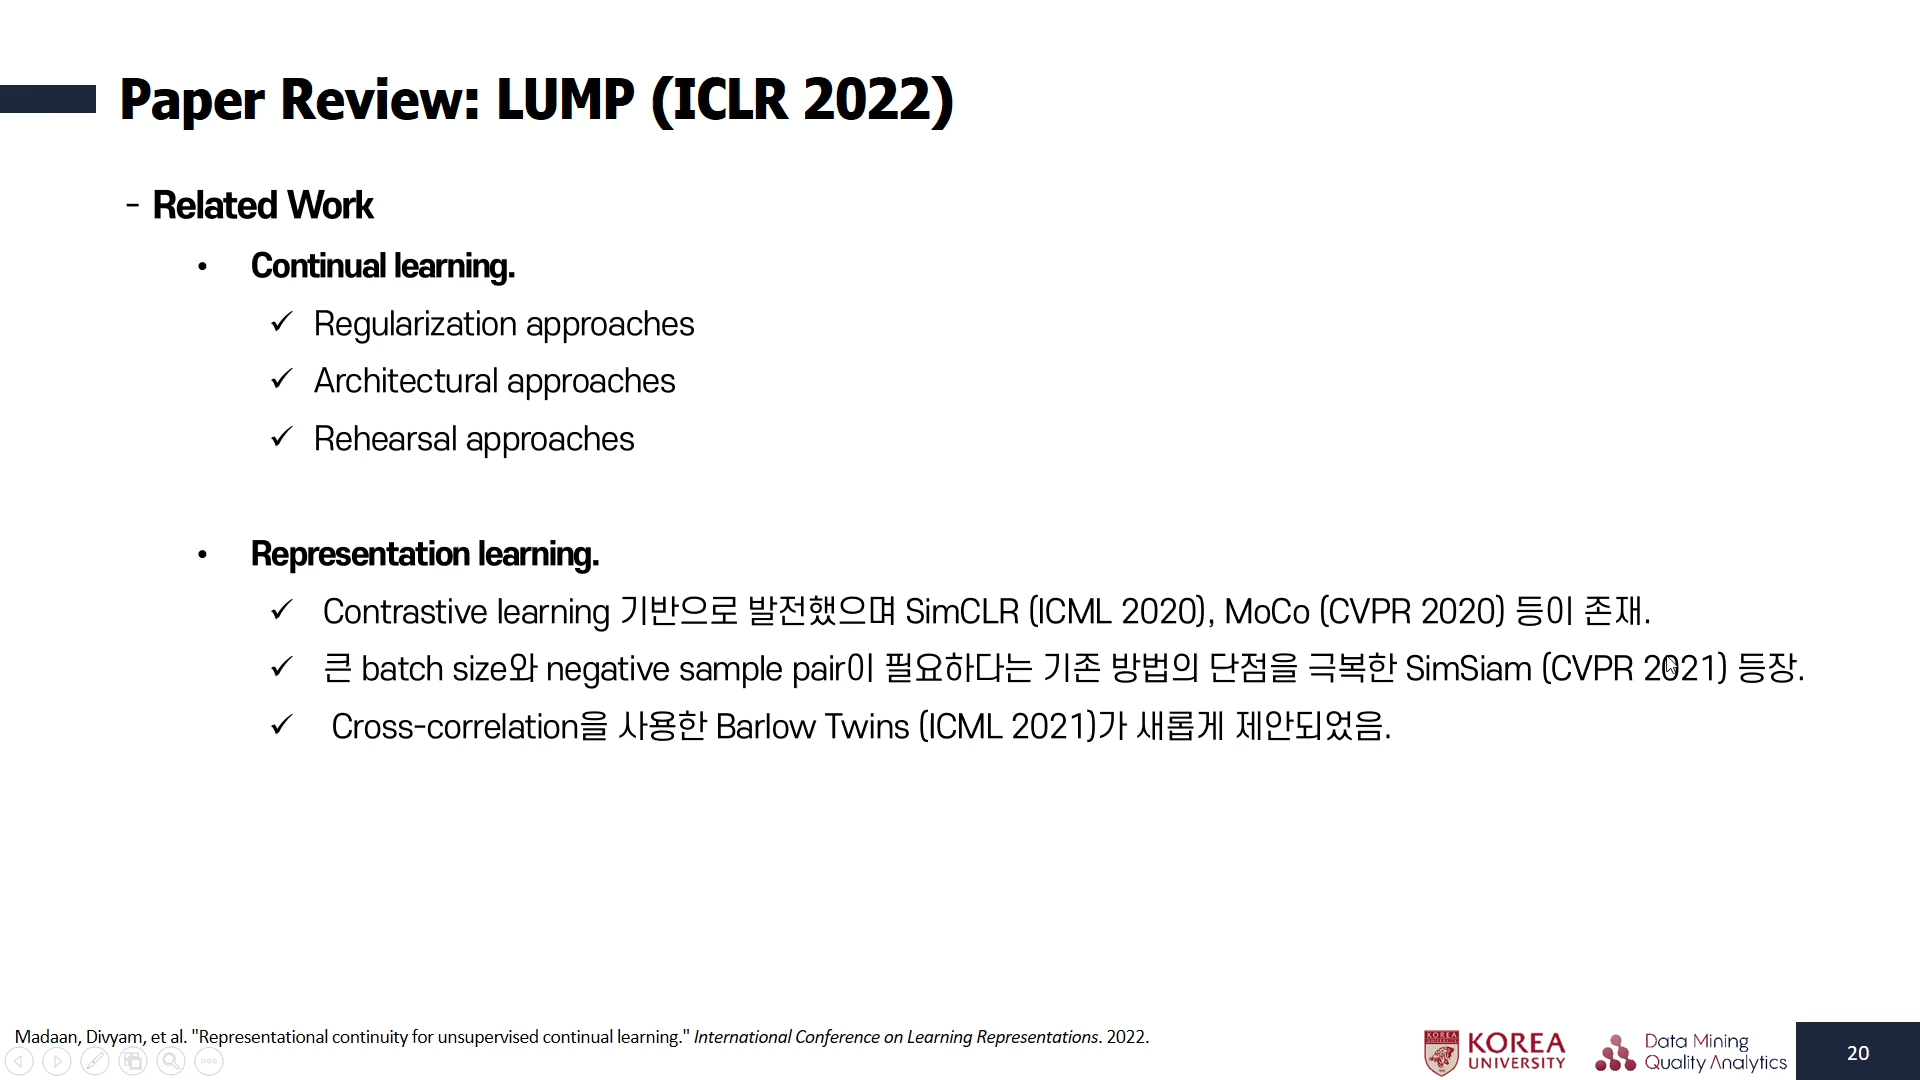 Paper Review: LUMP (ICLR 2022)
- Related Work
• Continual learning.
✓ Regularization approaches
✓ Architectural approaches
✓ Rehearsal approaches
• Representation learning.
✓ Contrastive learning 기반으로 발전했으며 SimCLR (ICML 2020), MoCo (CVPR 2020) 등이 존재.
✓ 큰 batch size와 negative sample pair이 필요하다는 기존 방법의 단점을 극복한 SimSiam (CVPR 2021) 등장.
✓ Cross-correlation을 사용한 Barlow Twins (ICML 2021)가 새롭게 제안되었음.
Madaan, Divyam, et al. "Representational continuity for unsupervised continual learning." International Conference on Learning Representations. 2022.
KOREA
UNIVERSITY
Data Mining
Quality Analytics
20